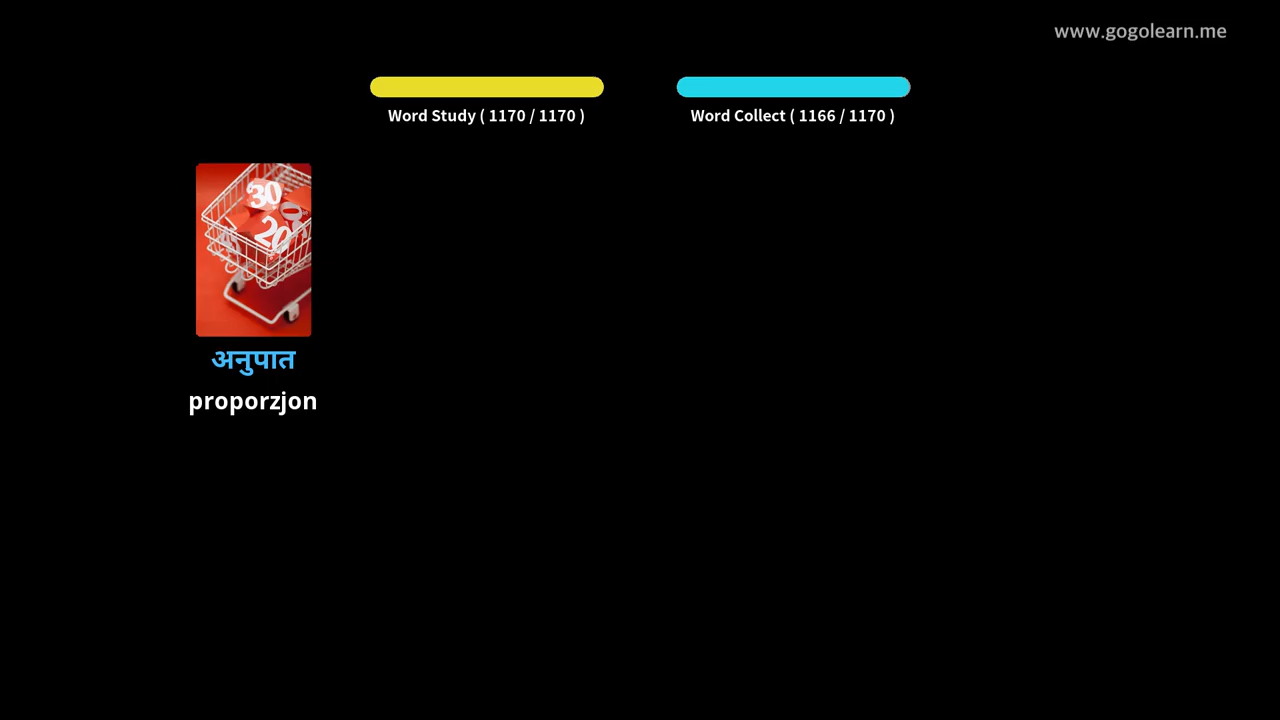 www.gogolearn.me
Word Study ( 1170 / 1170 )
Word Collect ( 1166 / 1170 )
30
20
अनुपात
proporzjon